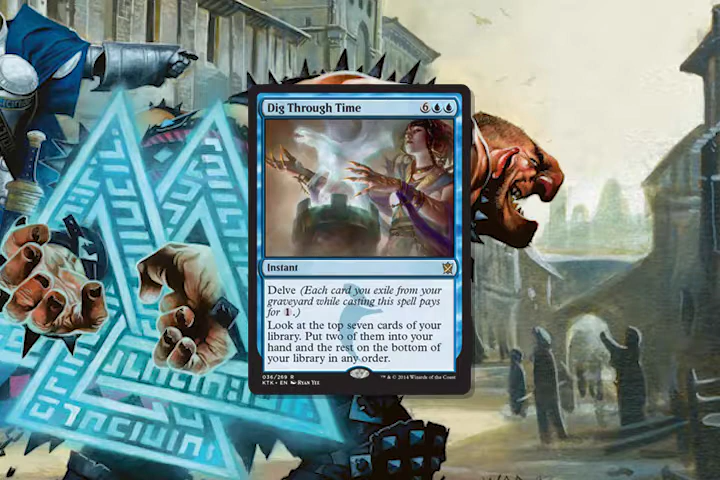 Dig Through Time 6
Instant
Delve (Each card you exile from your
graveyard while casting this spell pays
for 1.)
Look at the top seven cards of your
library. Put two of them into your
hand and the rest on the bottom of
your library in any order.
036/269 R
KTK • EN Ryan Yee
™ & © 2014 Wizards of the Coast